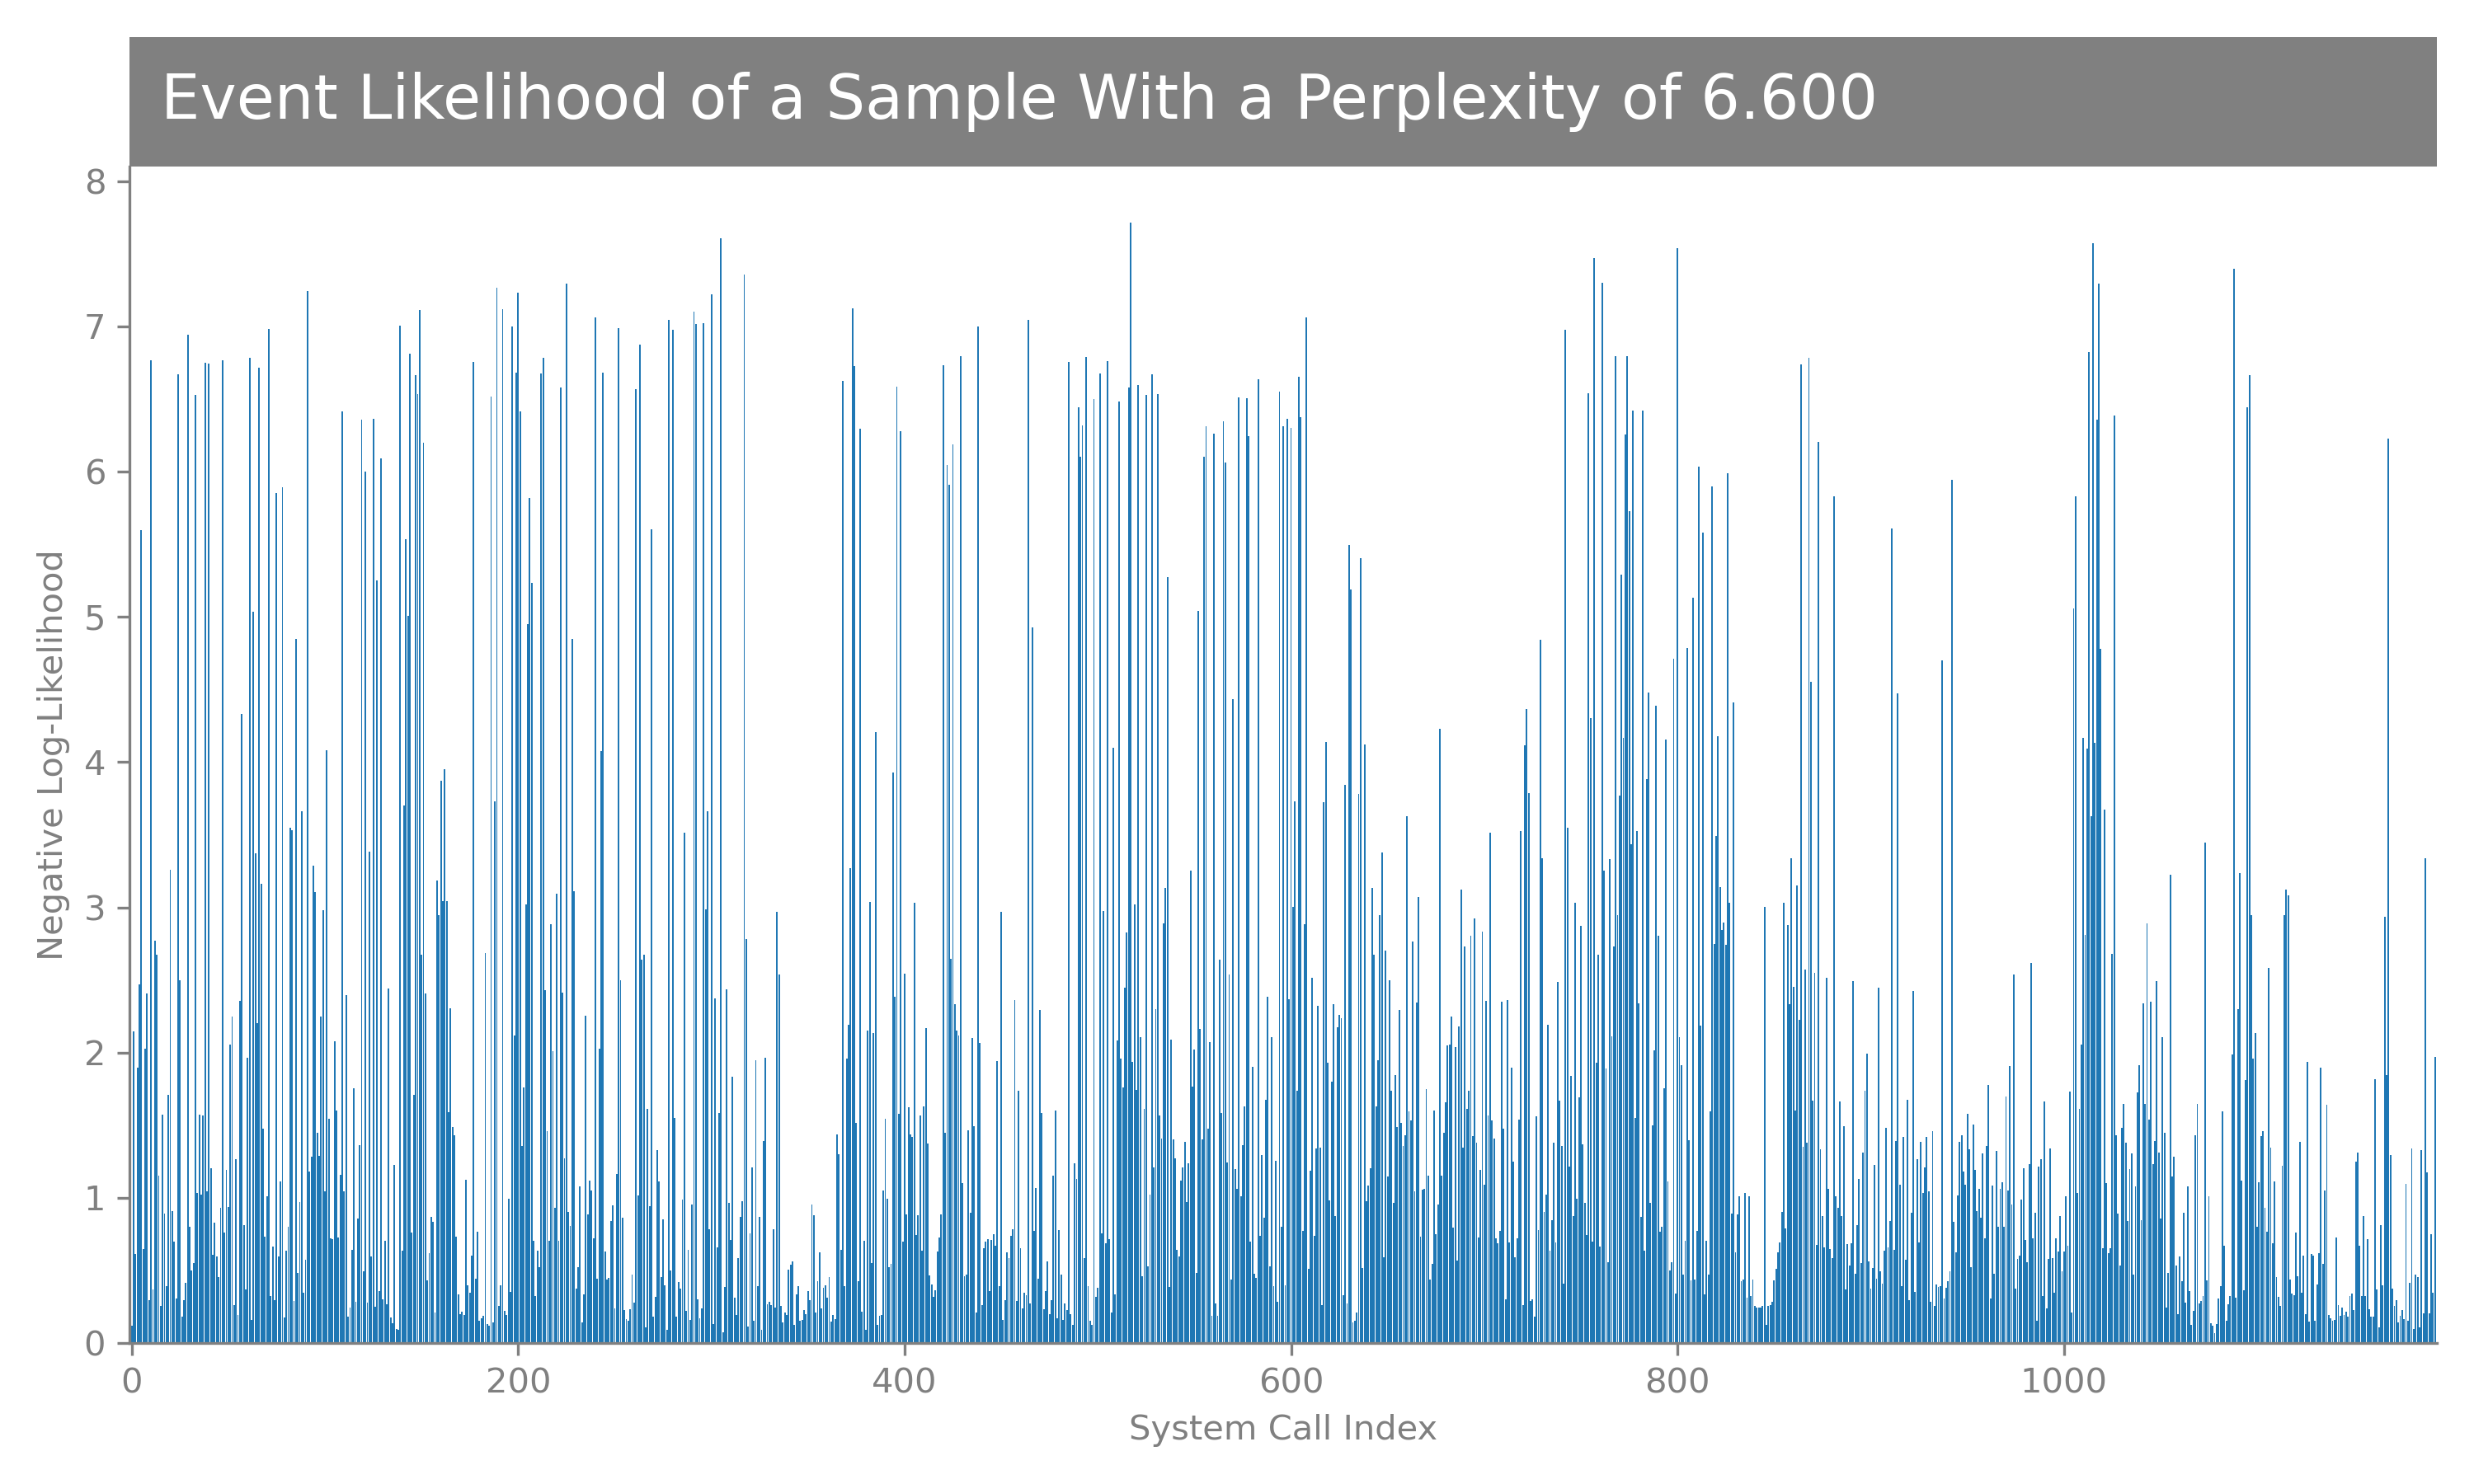 Event Likelihood of a Sample With a Perplexity of 6.600
8
7
6
5
4
3
2
1
0
Negative Log-Likelihood
0 200 400 600 800 1000
System Call Index